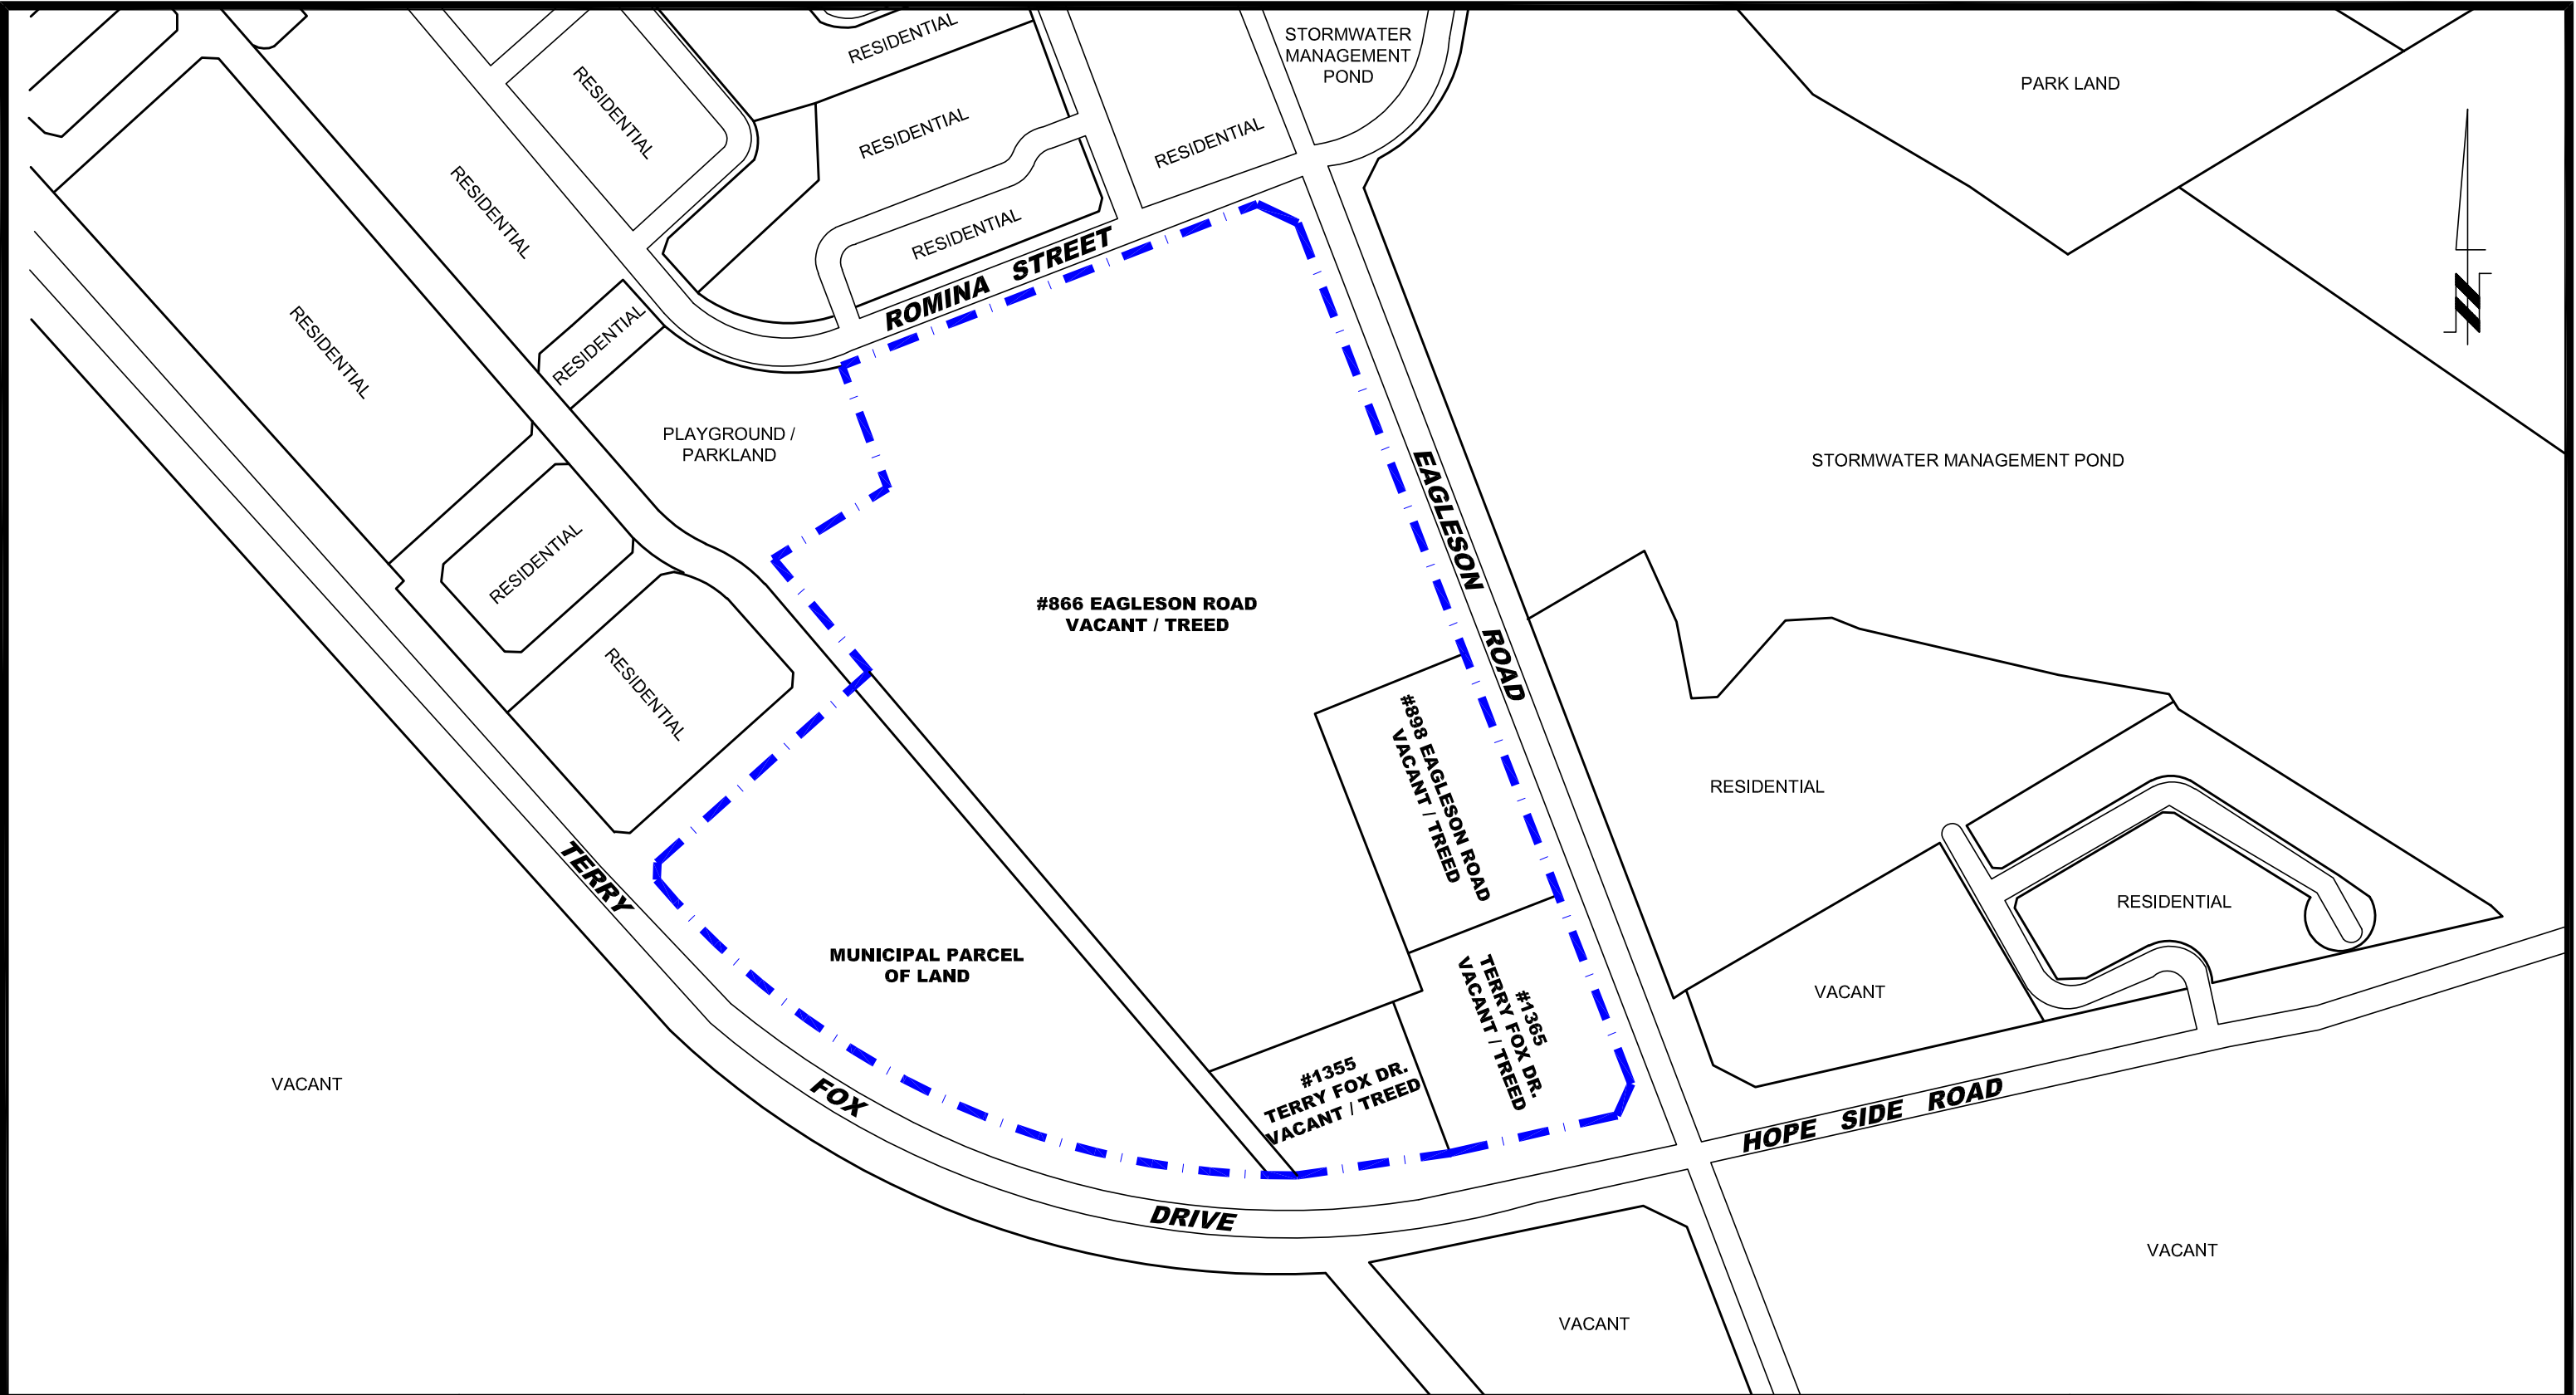 RESIDENTIAL
STORMWATER
MANAGEMENT
POND
PARK LAND
RESIDENTIAL
RESIDENTIAL
RESIDENTIAL
RESIDENTIAL
RESIDENTIAL
ROMINA STREET
RESIDENTIAL
RESIDENTIAL
PLAYGROUND /
PARKLAND
STORMWATER MANAGEMENT POND
EAGLESON ROAD
RESIDENTIAL
#866 EAGLESON ROAD
VACANT / TREED
RESIDENTIAL
#898 EAGLESON ROAD
VACANT / TREED
RESIDENTIAL
RESIDENTIAL
TERRY FOX DRIVE
MUNICIPAL PARCEL
OF LAND
#1365
TERRY FOX DR.
VACANT / TREED
VACANT
#1355
TERRY FOX DR.
VACANT / TREED
VACANT
HOPE SIDE ROAD
VACANT
VACANT